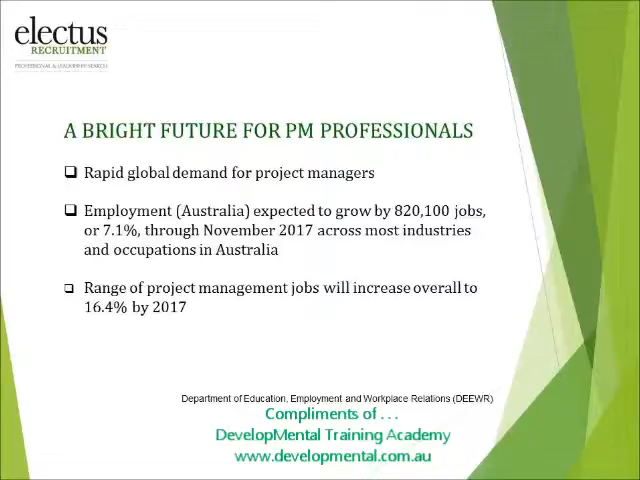 electus
RECRUITMENT
PROFESSIONAL & LEADERSHIP SEARCH
A BRIGHT FUTURE FOR PM PROFESSIONALS
Rapid global demand for project managers
Employment (Australia) expected to grow by 820,100 jobs,
or 7.1%, through November 2017 across most industries
and occupations in Australia
Range of project management jobs will increase overall to
16.4% by 2017
Department of Education, Employment and Workplace Relations (DEEWR)
Compliments of . . .
DevelopMental Training Academy
www.developmental.com.au